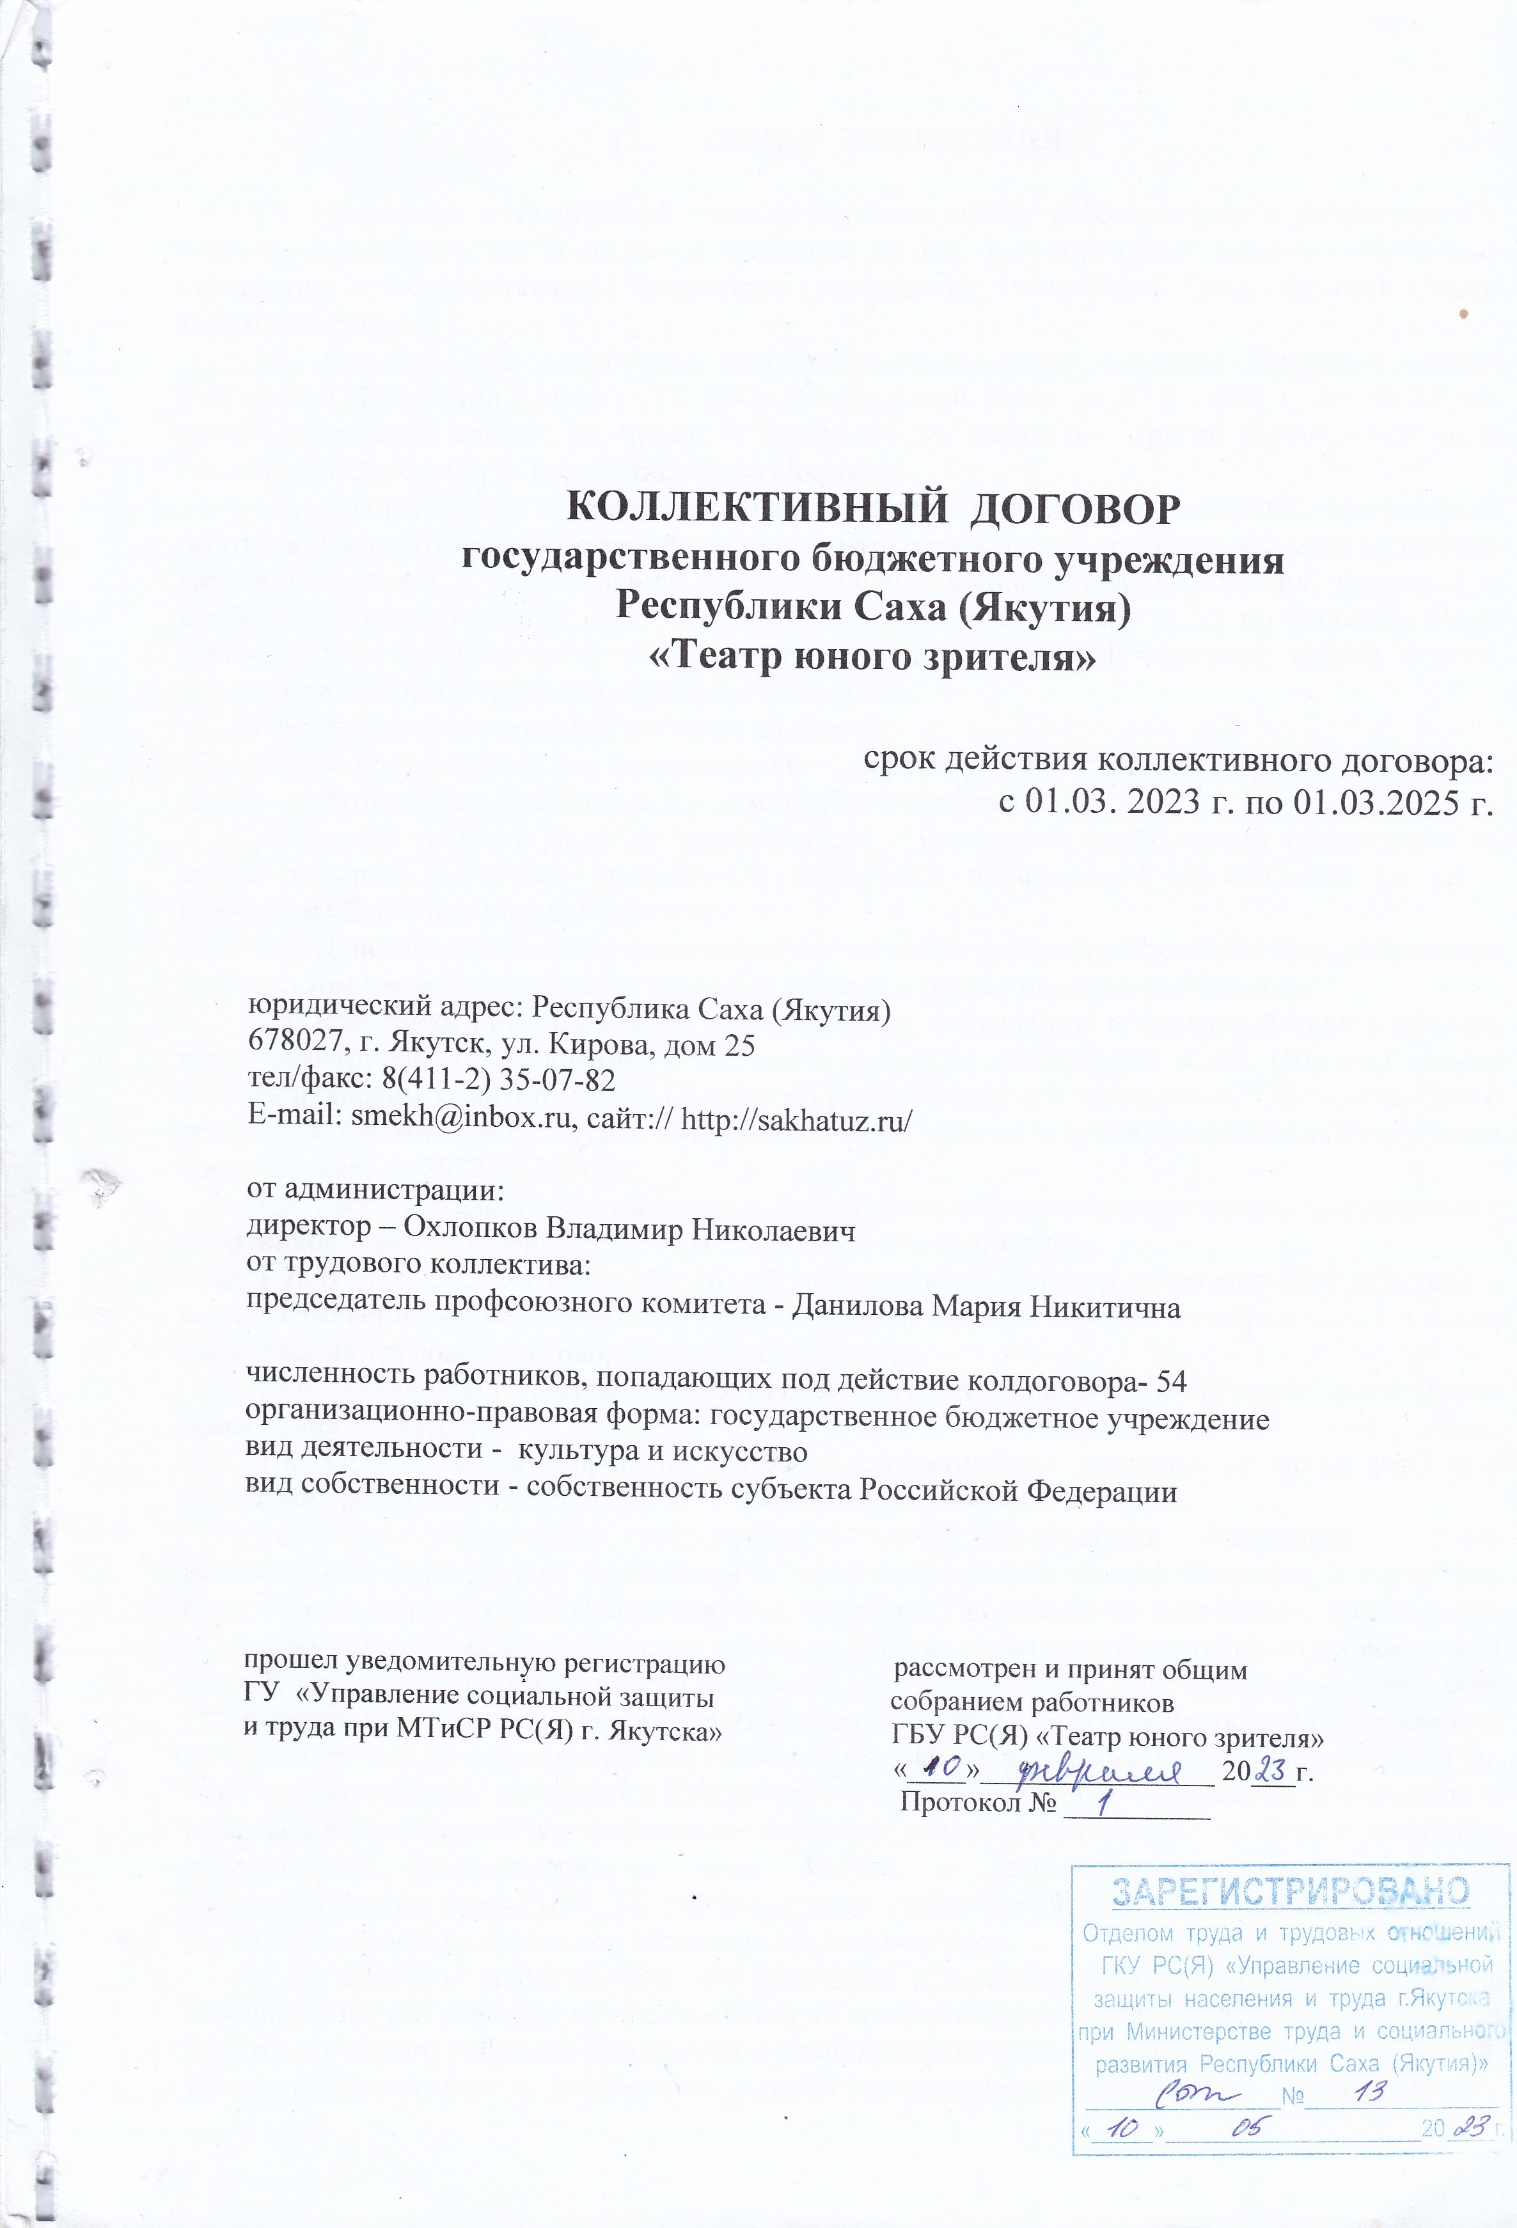 КОЛЛЕКТИВНЫЙ ДОГОВОР
государственного бюджетного учреждения
Республики Саха (Якутия)
«Театр юного зрителя»
срок действия коллективного договора:
с 01.03. 2023 г. по 01.03.2025 г.
юридический адрес: Республика Саха (Якутия)
678027, г. Якутск, ул. Кирова, дом 25
тел/факс: 8(411-2) 35-07-82
E-mail: smekh@inbox.ru, сайт:// http://sakhatuz.ru/
от администрации:
директор – Охлопков Владимир Николаевич
от трудового коллектива:
председатель профсоюзного комитета - Данилова Мария Никитична
численность работников, попадающих под действие колдоговора- 54
организационно-правовая форма: государственное бюджетное учреждение
вид деятельности - культура и искусство
вид собственности - собственность субъекта Российской Федерации
прошел уведомительную регистрацию
ГУ «Управление социальной защиты
и труда при МТиСР РС(Я) г. Якутска»
рассмотрен и принят общим
собранием работников
ГБУ РС(Я) «Театр юного зрителя»
«10» февраля 2023 г.
Протокол № 1
ЗАРЕГИСТРИРОВАНО
Отделом труда и трудовых отношений
ГКУ РС(Я) «Управление социальной
защиты населения и труда г.Якутска
при Министерстве труда и социального
развития Республики Саха (Якутия)»
№ 13
«10» 05 2023 г.